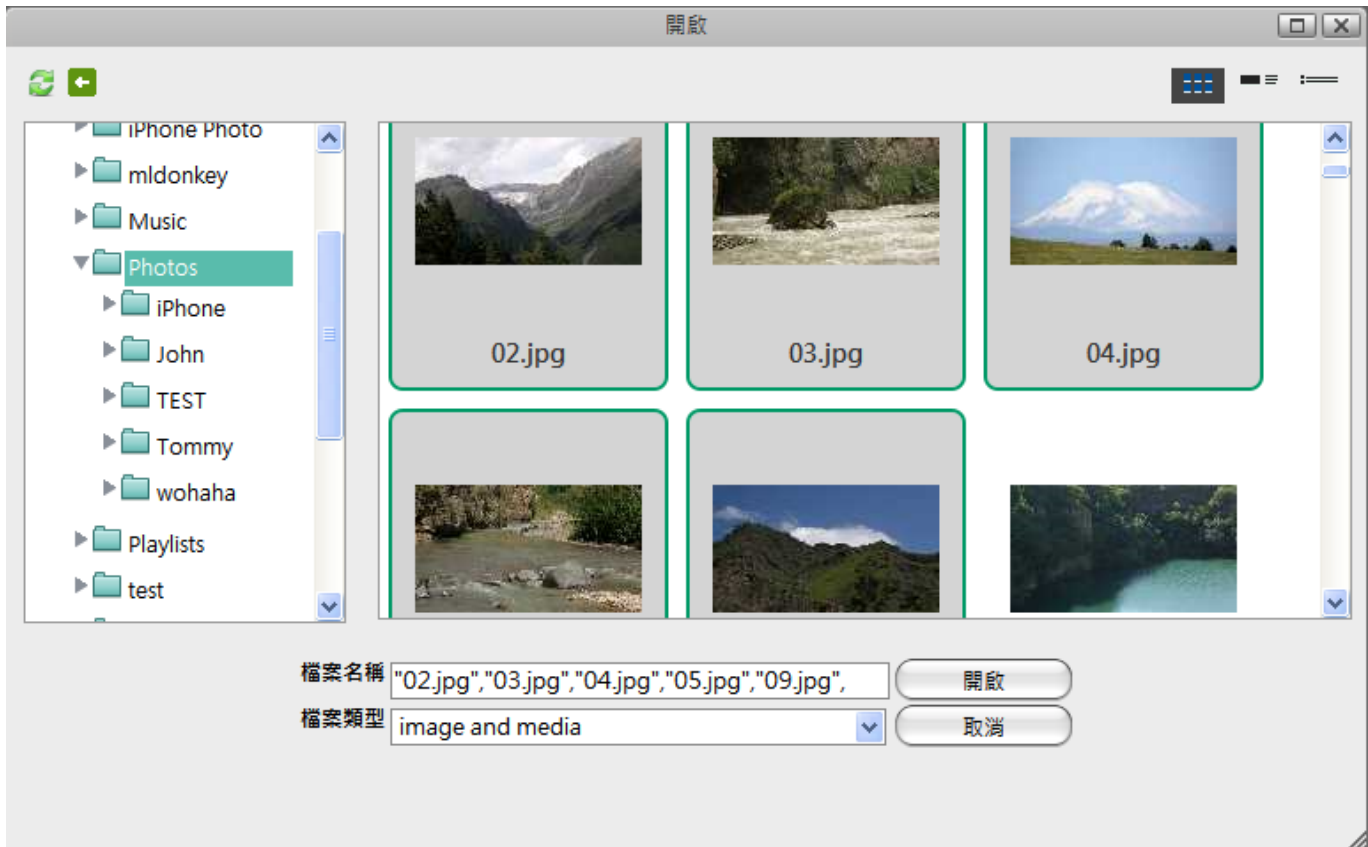 開啟
iPhone Photo
mldonkey
Music
Photos
iPhone
John
TEST
Tommy
wohaha
Playlists
test
02.jpg
03.jpg
04.jpg
檔案名稱 "02.jpg","03.jpg","04.jpg","05.jpg","09.jpg", 開啟
檔案類型 image and media 取消